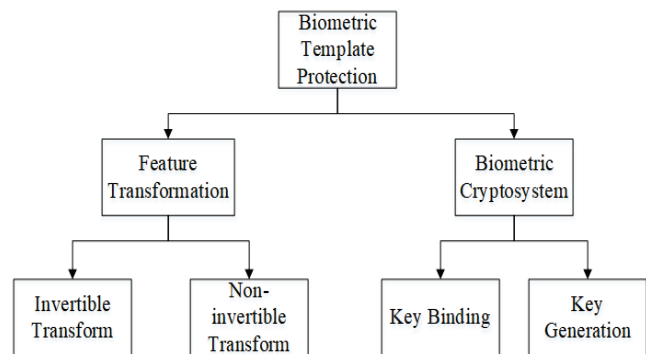 Biometric
Template
Protection
Feature
Transformation
Biometric
Cryptosystem
Invertible
Transform
Non-
invertible
Transform
Key Binding
Key
Generation